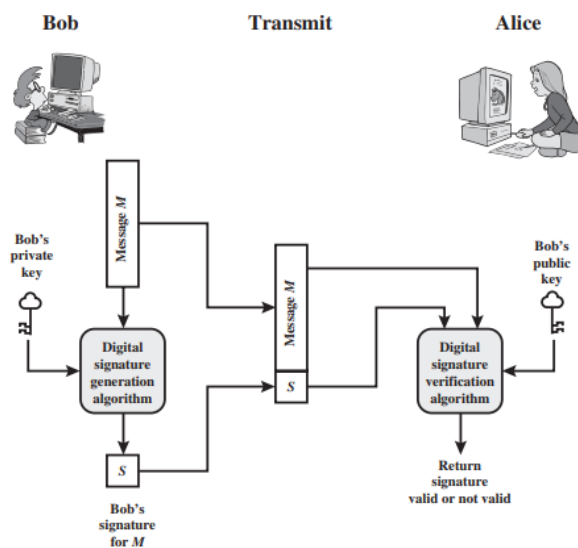 Bob
Transmit
Alice
Message M
Bob's
private
key
Message M
Bob's
public
key
Digital
signature
generation
algorithm
S
Digital
signature
verification
algorithm
S
Bob's
signature
for M
Return
signature
valid or not valid